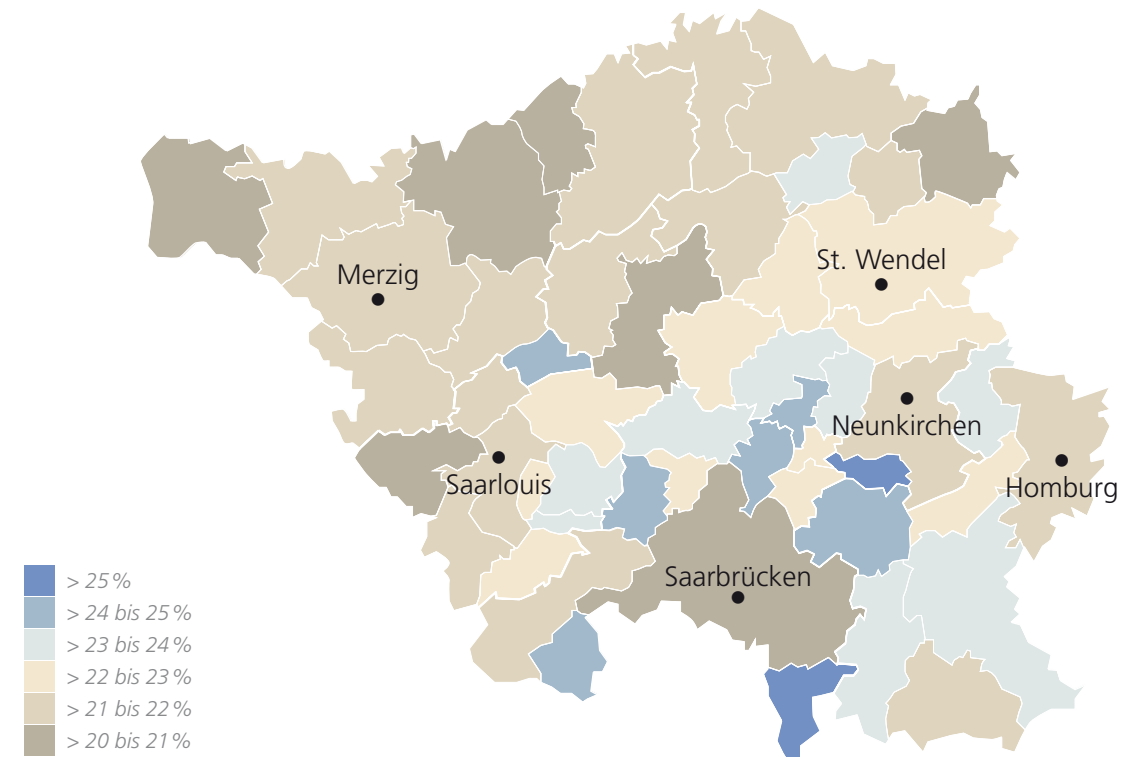 St. Wendel
Merzig
Neunkirchen
Saarlouis
Homburg
Saarbrücken
> 25 %
> 24 bis 25 %
> 23 bis 24 %
> 22 bis 23 %
> 21 bis 22 %
> 20 bis 21 %